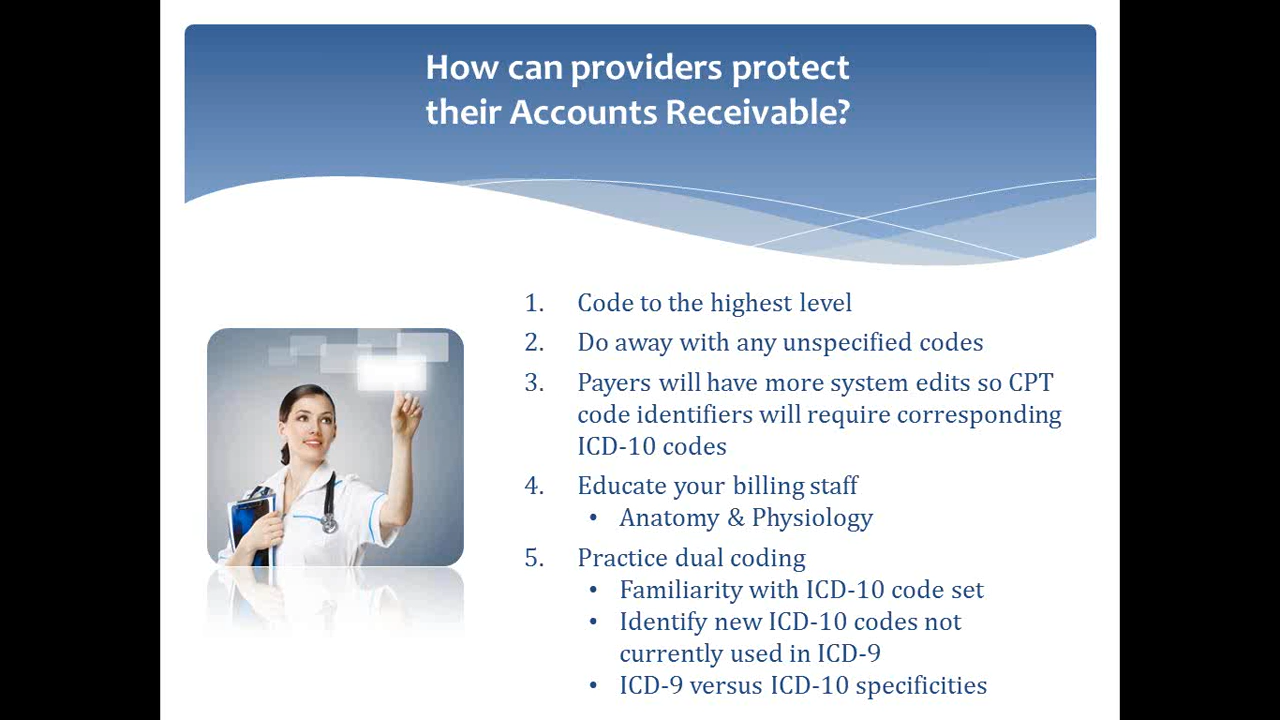 How can providers protect
their Accounts Receivable?
1. Code to the highest level
2. Do away with any unspecified codes
3. Payers will have more system edits so CPT
code identifiers will require corresponding
ICD-10 codes
4. Educate your billing staff
• Anatomy & Physiology
5. Practice dual coding
• Familiarity with ICD-10 code set
• Identify new ICD-10 codes not
currently used in ICD-9
• ICD-9 versus ICD-10 specificities